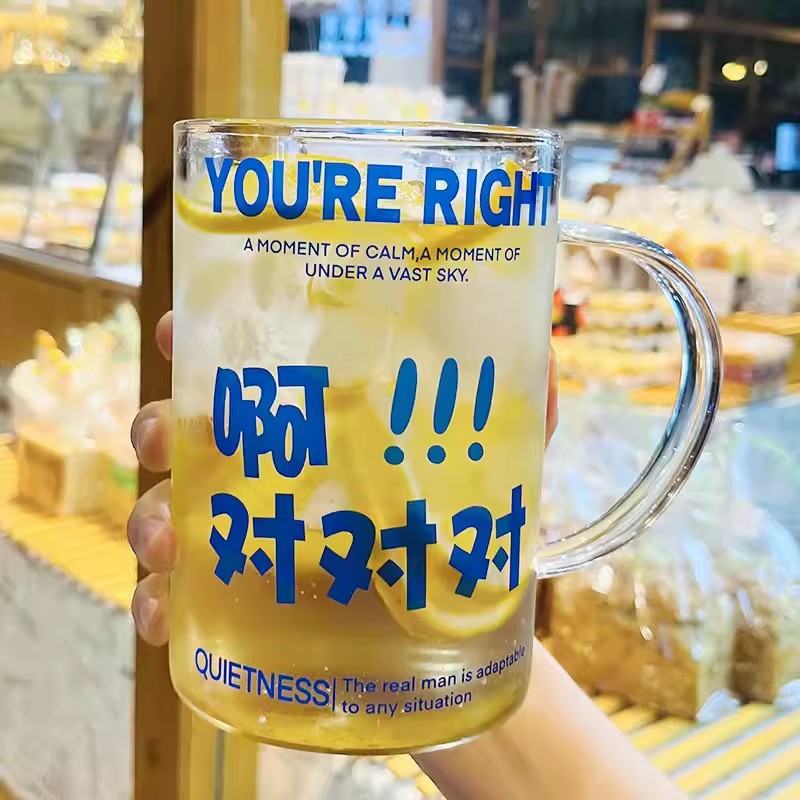 YOU'RE RIGHT
A MOMENT OF CALM,A MOMENT OF
UNDER A VAST SKY.
啊 !!!
对对对
QUIETNESS| The real man is adaptable
to any situation